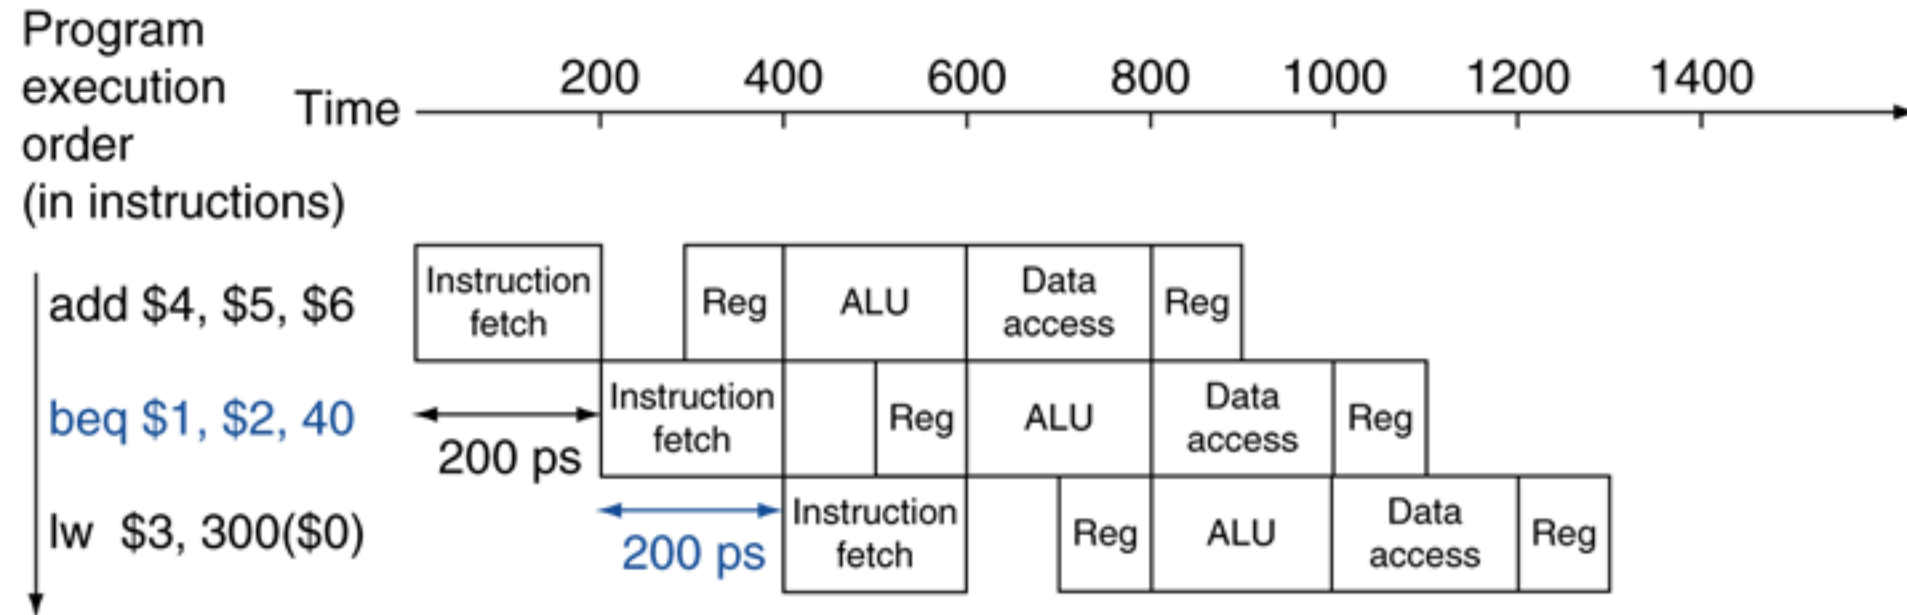 Program
execution
order
(in instructions)
Time
200 400 600 800 1000 1200 1400
add $4, $5, $6
Instruction
fetch
Reg
ALU
Data
access
Reg
beq $1, $2, 40
200 ps
Instruction
fetch
Reg
ALU
Data
access
Reg
lw $3, 300($0)
200 ps
Instruction
fetch
Reg
ALU
Data
access
Reg